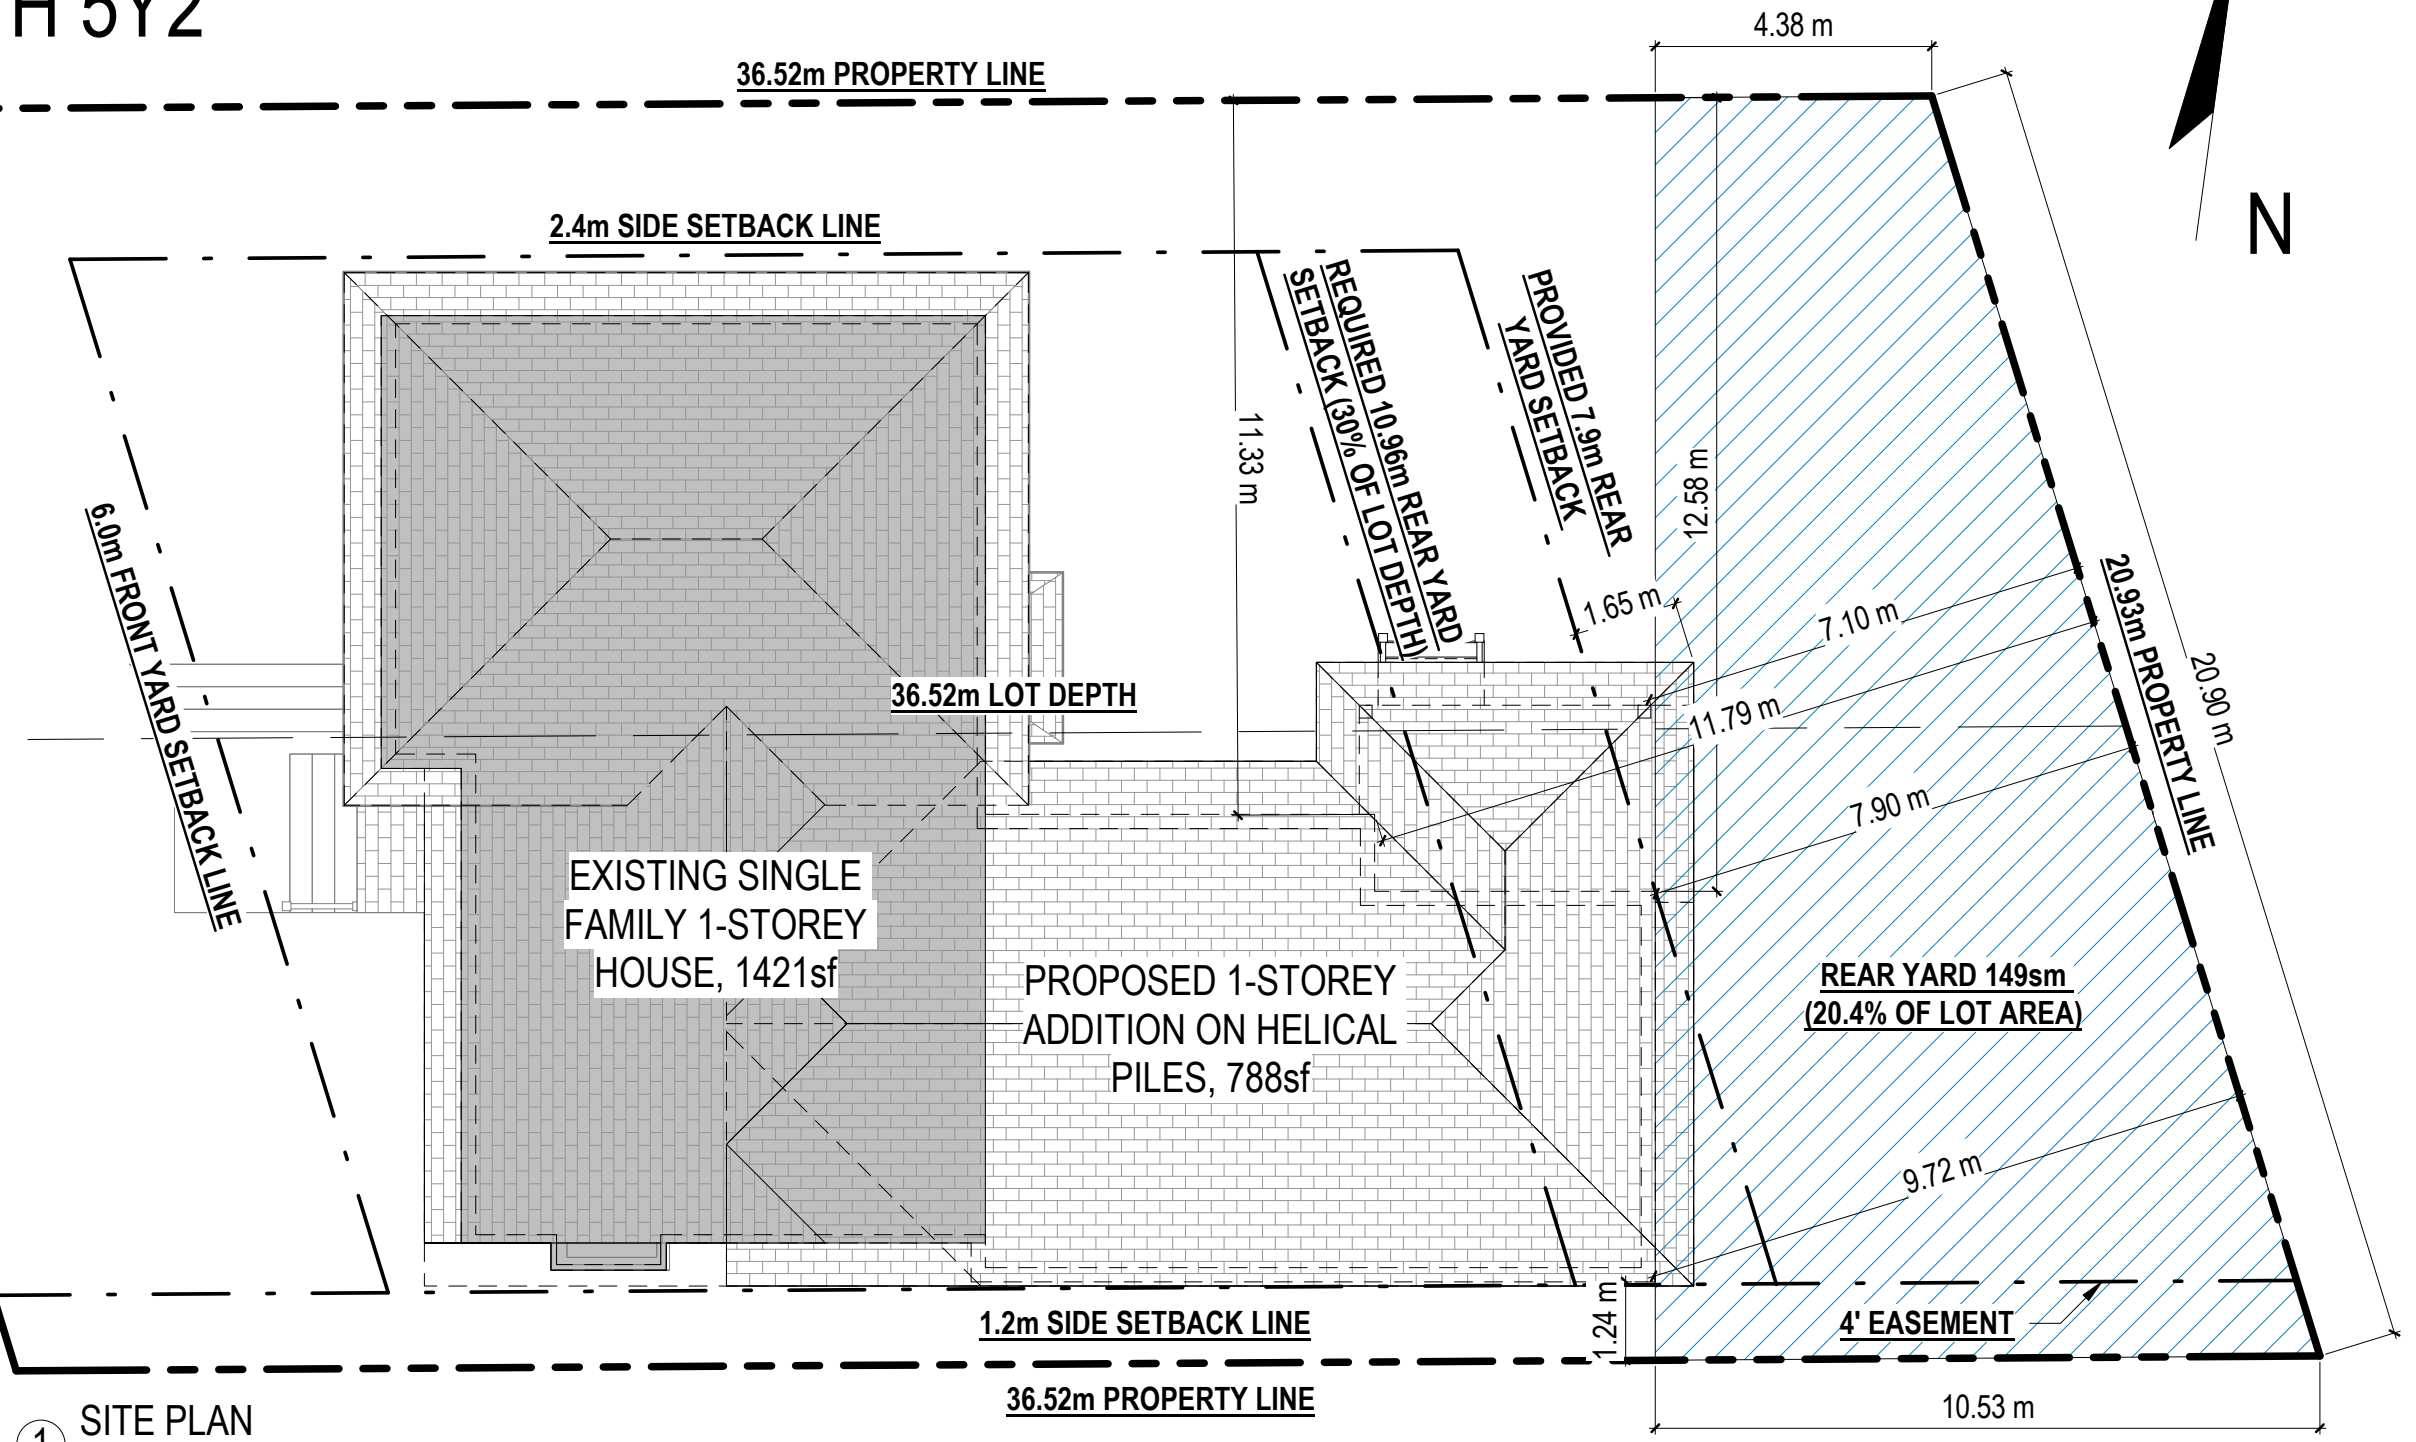 H 5Y2
4.38 m
36.52m PROPERTY LINE
N
2.4m SIDE SETBACK LINE
REQUIRED 10.96m REAR YARD
SETBACK (30% OF LOT DEPTH)
PROVIDED 7.9m REAR
YARD SETBACK
11.33 m
12.58 m
6.0m FRONT YARD SETBACK LINE
1.65 m
7.10 m
20.93m PROPERTY LINE
20.90 m
36.52m LOT DEPTH
11.79 m
7.90 m
EXISTING SINGLE
FAMILY 1-STOREY
HOUSE, 1421sf
PROPOSED 1-STOREY
ADDITION ON HELICAL
PILES, 788sf
REAR YARD 149sm
(20.4% OF LOT AREA)
9.72 m
1.2m SIDE SETBACK LINE
1.24 m
4' EASEMENT
36.52m PROPERTY LINE
10.53 m
1
SITE PLAN